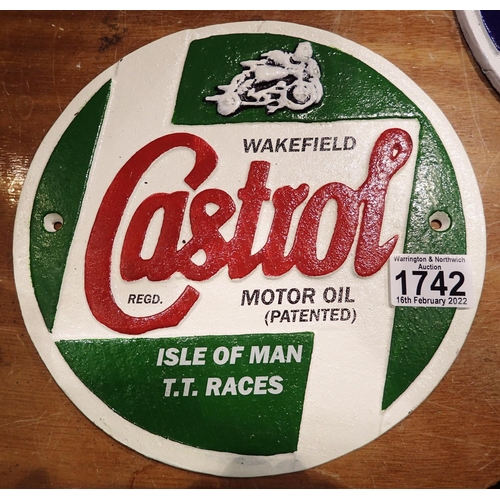 WAKEFIELD
Castrol
REGD.
MOTOR OIL
(PATENTED)
ISLE OF MAN
T.T. RACES
Warrington & Northwich
Auction
1742
16th February 2022